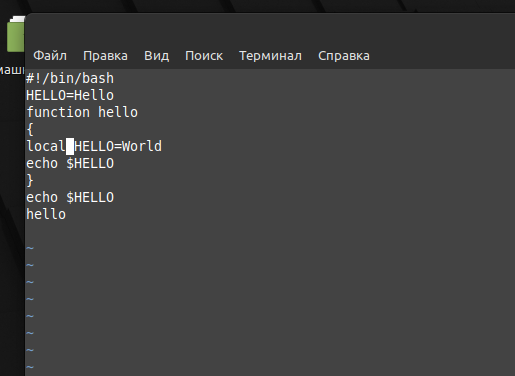 Файл Правка Вид Поиск Терминал Справка
#!/bin/bash
HELLO=Hello
function hello
{
local HELLO=World
echo $HELLO
}
echo $HELLO
hello
~
~
~
~
~
~
~
~